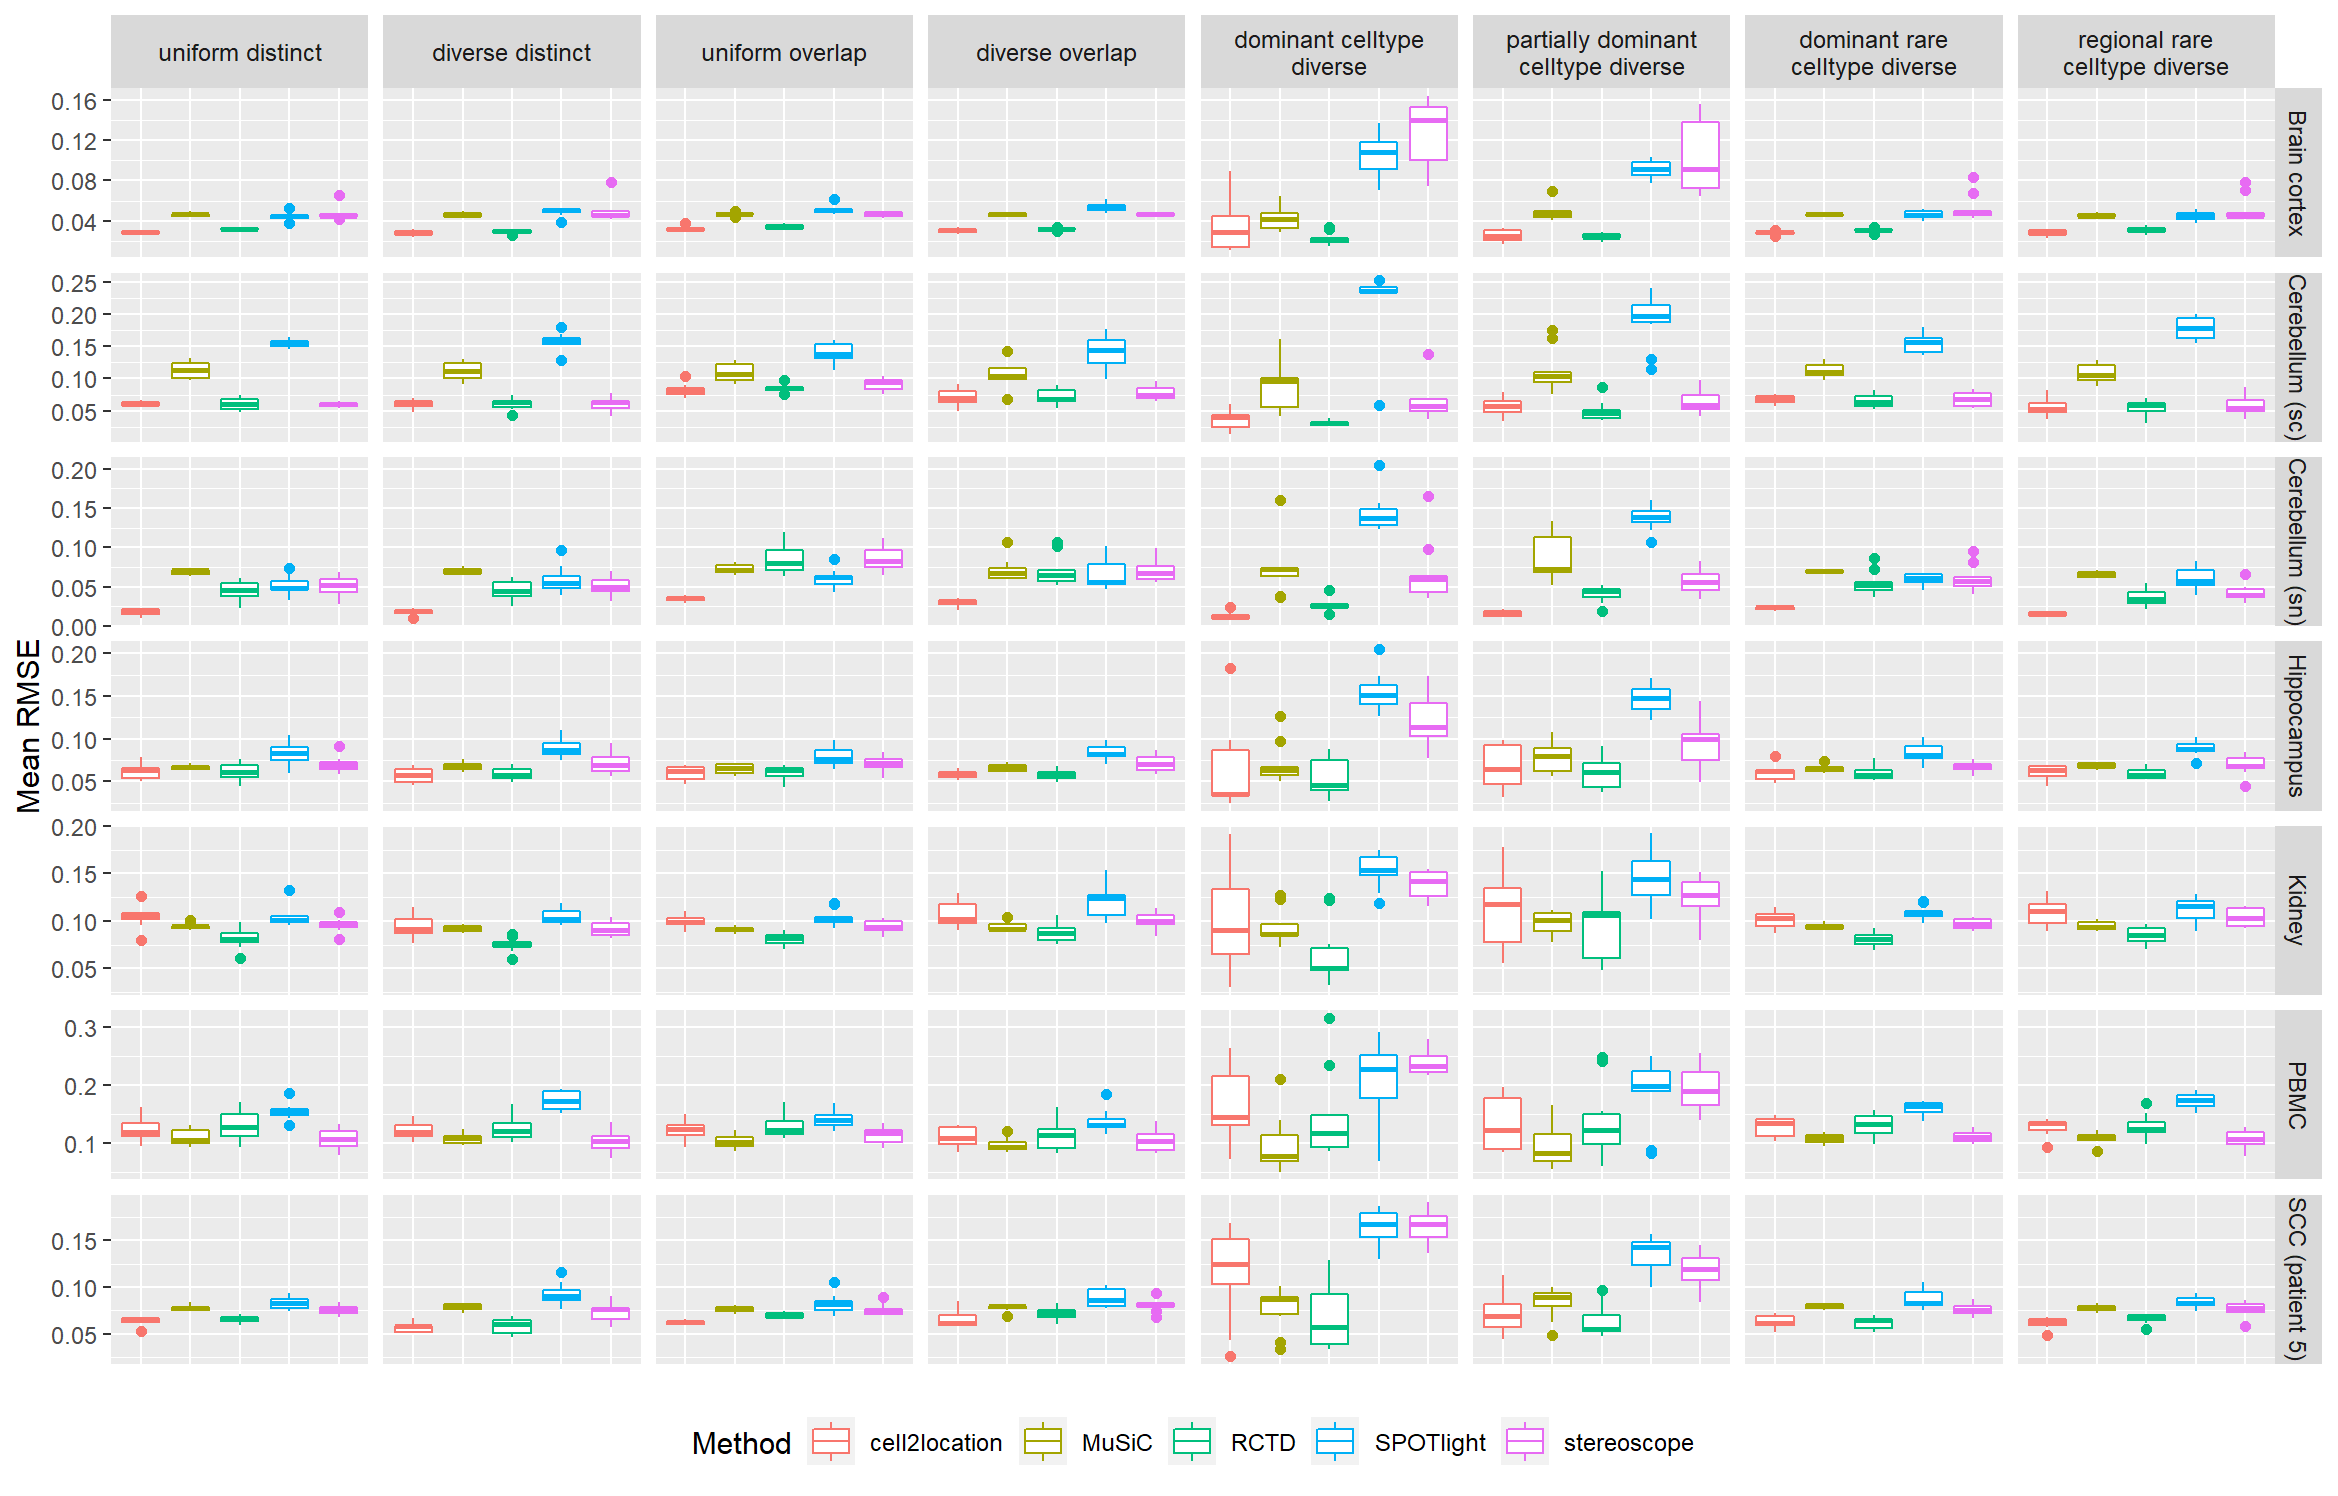 uniform distinct
diverse distinct
uniform overlap
diverse overlap
dominant celltype
diverse
partially dominant
celltype diverse
dominant rare
celltype diverse
regional rare
celltype diverse
Mean RMSE
0.16
0.12
0.08
0.04
Brain cortex
0.25
0.20
0.15
0.10
0.05
Cerebellum (sc)
0.20
0.15
0.10
0.05
0.00
Cerebellum (sn)
0.20
0.15
0.10
0.05
Hippocampus
0.20
0.15
0.10
0.05
Kidney
0.3
0.2
0.1
PBMC
0.15
0.10
0.05
SCC (patient 5)
Method cell2location MuSiC RCTD SPOTlight stereoscope